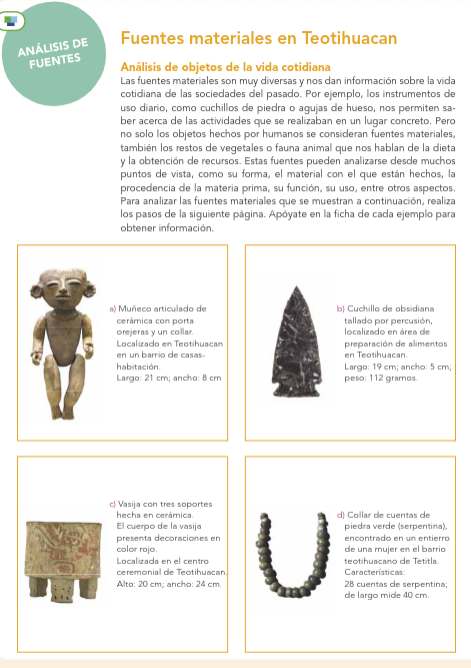 ANÁLISIS DE
FUENTES
Fuentes materiales en Teotihuacan
Análisis de objetos de la vida cotidiana
Las fuentes materiales son muy diversas y nos dan información sobre la vida
cotidiana de las sociedades del pasado. Por ejemplo, los instrumentos de
uso diario, como cuchillos de piedra o agujas de hueso, nos permiten sa-
ber acerca de las actividades que se realizaban en un lugar concreto. Pero
no solo los objetos hechos por humanos se consideran fuentes materiales,
también los restos de vegetales o fauna animal que nos hablan de la dieta
y la obtención de recursos. Estas fuentes pueden analizarse desde muchos
puntos de vista, como su forma, el material con el que están hechos, la
procedencia de la materia prima, su función, su uso, entre otros aspectos.
Para analizar las fuentes materiales que se muestran a continuación, realiza
los pasos de la siguiente página. Apóyate en la ficha de cada ejemplo para
obtener información.
a) Muñeco articulado de
cerámica con porta
orejeras y un collar.
Localizado en Teotihuacan
en un barrio de casas-
habitación.
Largo: 21 cm; ancho: 8 cm
b) Cuchillo de obsidiana
tallado por percusión,
localizado en área de
preparación de alimentos
en Teotihuacan.
Largo: 19 cm; ancho: 5 cm;
peso: 112 gramos.
c) Vasija con tres soportes
hecha en cerámica.
El cuerpo de la vasija
presenta decoraciones en
color rojo.
Localizada en el centro
ceremonial de Teotihuacan.
Alto: 20 cm; ancho: 24 cm.
d) Collar de cuentas de
piedra verde (serpentina),
encontrado en un entierro
de una mujer en el barrio
teotihuacano de Tetitla.
Características:
28 cuentas de serpentina;
de largo mide 40 cm.